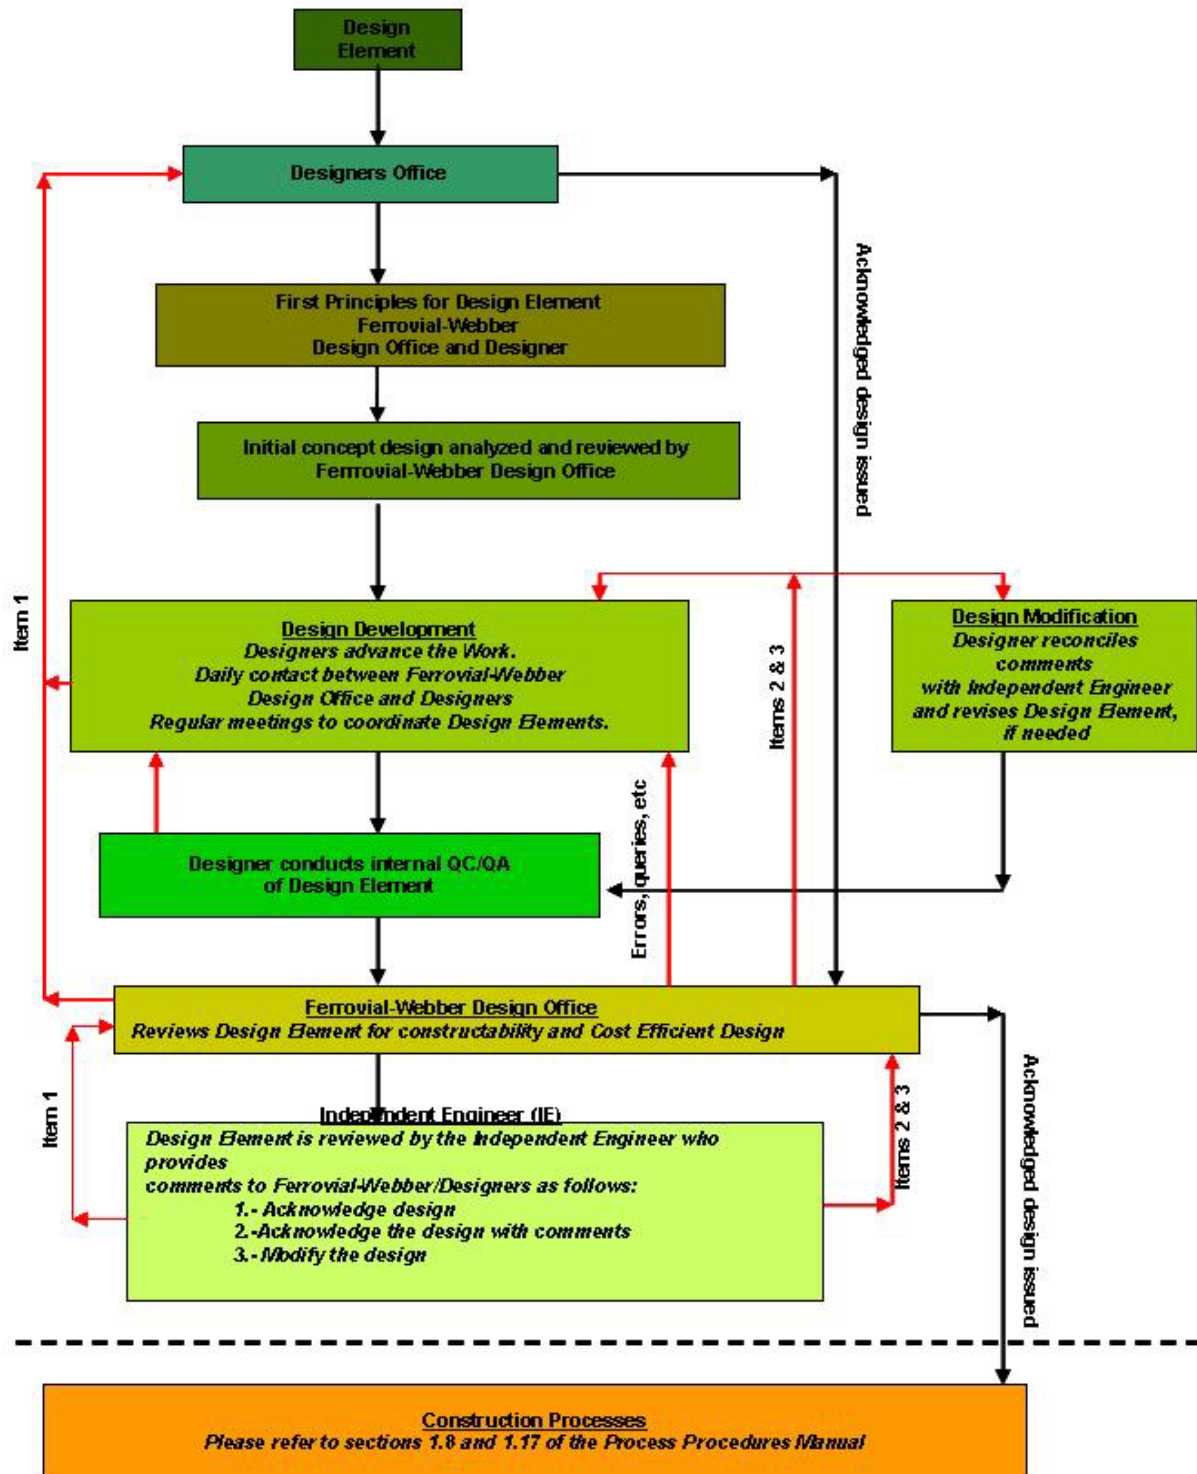 Design
Element
Designers Office
Acknowledged design issued
First Principles for Design Element
Ferrovial-Webber
Design Office and Designer
Initial concept design analyzed and reviewed by
Ferrrovial-Webber Design Office
Item 1
Design Development
Designers advance the Work.
Daily contact between Ferrovial-Webber
Design Office and Designers
Regular meetings to coordinate Design Elements.
Items 2 & 3
Design Modification
Designer reconciles
comments
with Independent Engineer
and revises Design Element,
if needed
Errors, queries, etc
Designer conducts internal QC/QA
of Design Element
Ferrovial-Webber Design Office
Reviews Design Element for constructability and Cost Efficient Design
Item 1
Items 2 & 3
Acknowledged design issued
Independent Engineer (IE)
Design Element is reviewed by the Independent Engineer who
provides
comments to Ferrovial-Webber/Designers as follows:
1.- Acknowledge design
2.-Acknowledge the design with comments
3.- Modify the design
Construction Processes
Please refer to sections 1.8 and 1.17 of the Process Procedures Manual